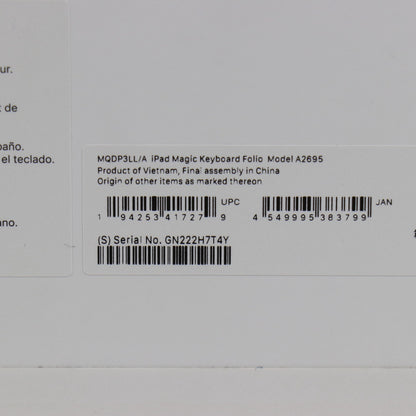 ur.
de
paño.
el teclado.
ano.
MQDP3LL/A iPad Magic Keyboard Folio Model A2695
Product of Vietnam, Final assembly in China
Origin of other items as marked thereon
UPC
1 94253 41727 9
JAN
4 549995 383799
(S) Serial No. GN222H7T4Y